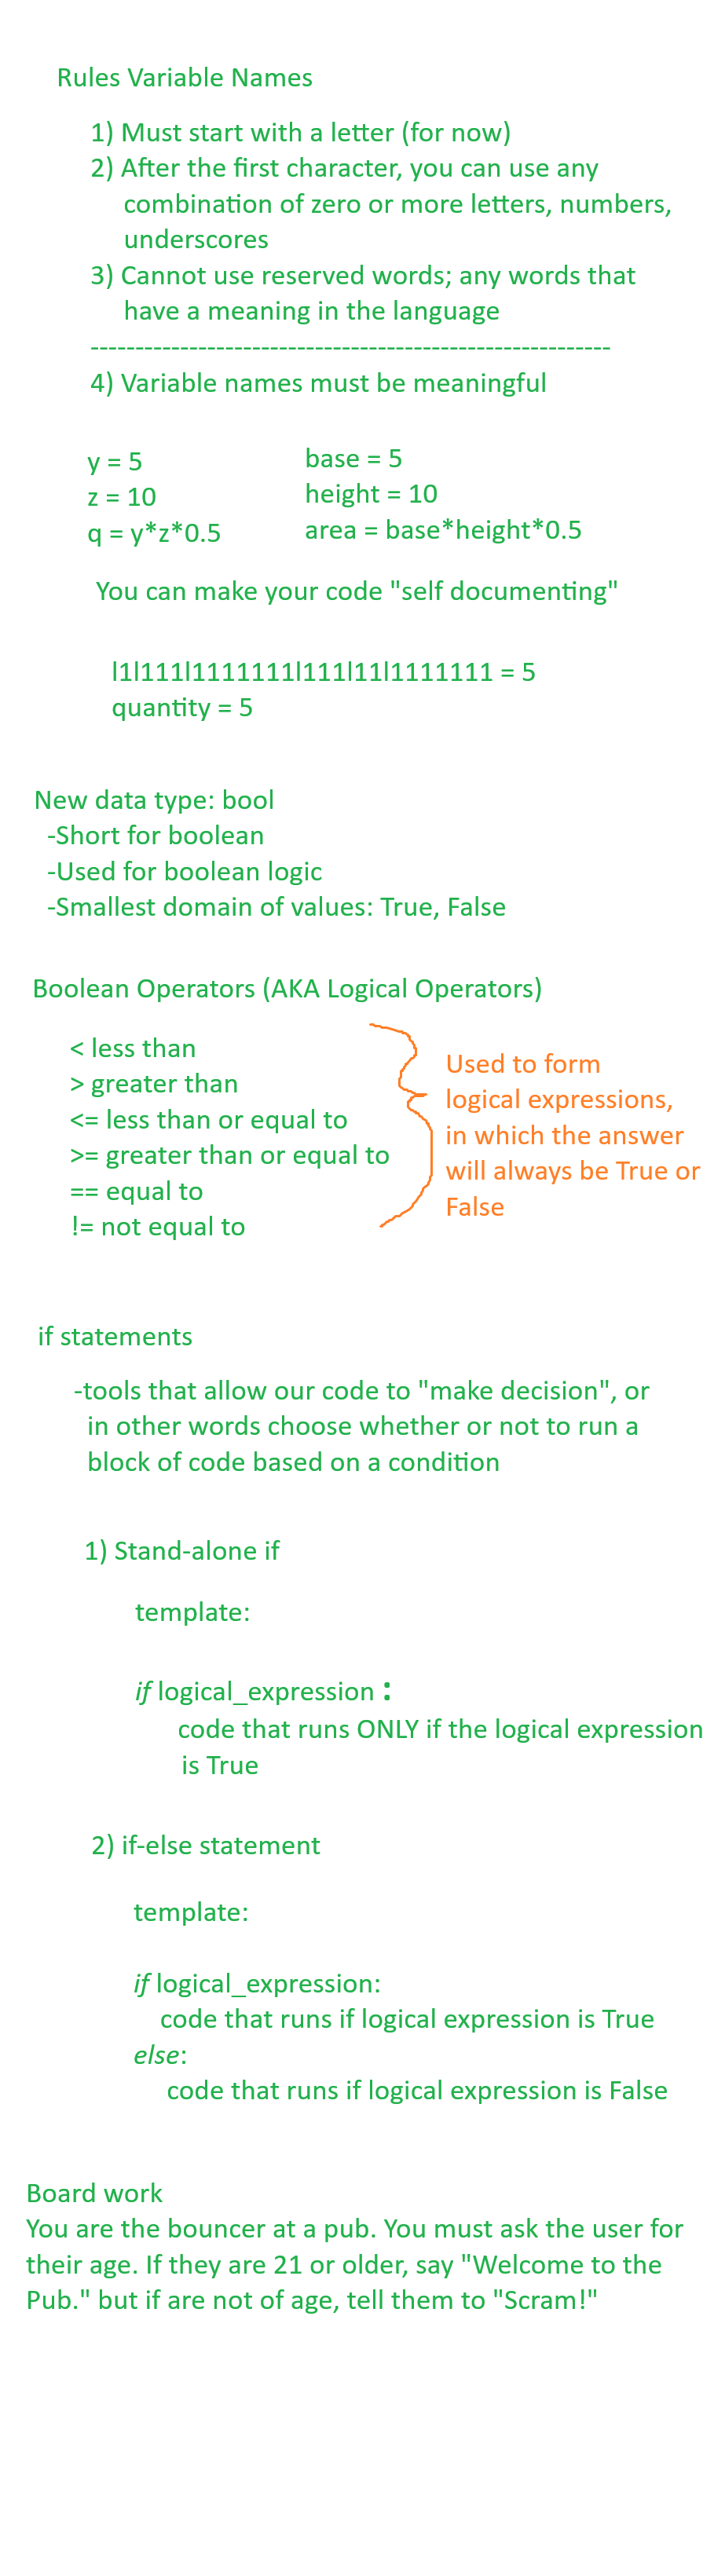 Rules Variable Names
1) Must start with a letter (for now)
2) After the first character, you can use any
combination of zero or more letters, numbers,
underscores
3) Cannot use reserved words; any words that
have a meaning in the language
----------------------------------------------------------
4) Variable names must be meaningful
y = 5
z = 10
q = y*z*0.5
base = 5
height = 10
area = base*height*0.5
You can make your code "self documenting"
l1l111l1111111l111l11l1111111 = 5
quantity = 5
New data type: bool
-Short for boolean
-Used for boolean logic
-Smallest domain of values: True, False
Boolean Operators (AKA Logical Operators)
< less than
> greater than
<= less than or equal to
>= greater than or equal to
== equal to
!= not equal to
Used to form
logical expressions,
in which the answer
will always be True or
False
if statements
-tools that allow our code to "make decision", or
in other words choose whether or not to run a
block of code based on a condition
1) Stand-alone if
template:
if logical_expression :
code that runs ONLY if the logical expression
is True
2) if-else statement
template:
if logical_expression:
code that runs if logical expression is True
else:
code that runs if logical expression is False
Board work
You are the bouncer at a pub. You must ask the user for
their age. If they are 21 or older, say "Welcome to the
Pub." but if are not of age, tell them to "Scram!"